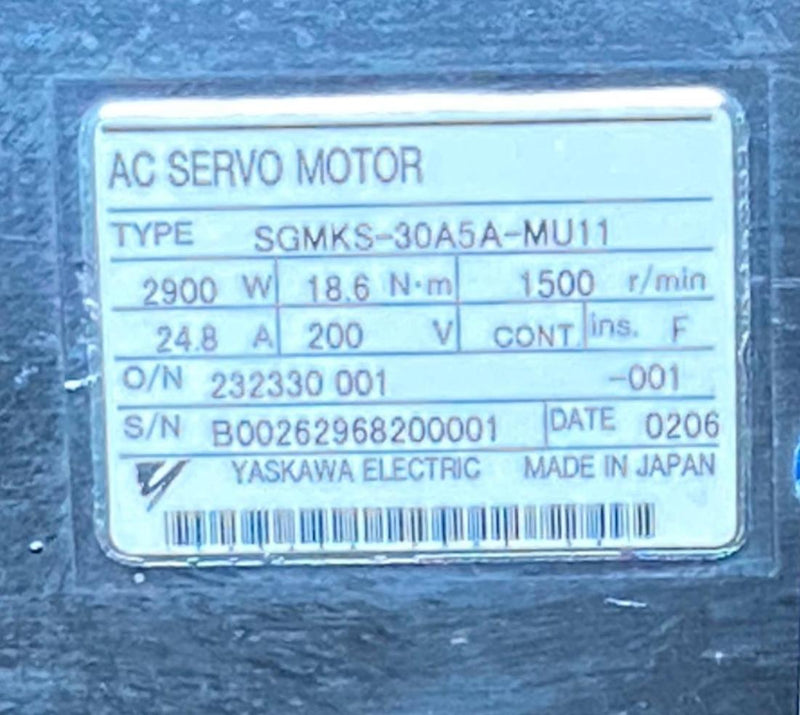 AC SERVO MOTOR
TYPE SGMKS-30A5A-MU11
2900 W 18.6 N·m 1500 r/min
24.8 A 200 V CONT. ins. F
O/N 232330 001 -001
S/N B00262968200001 DATE 0206
YASKAWA ELECTRIC MADE IN JAPAN